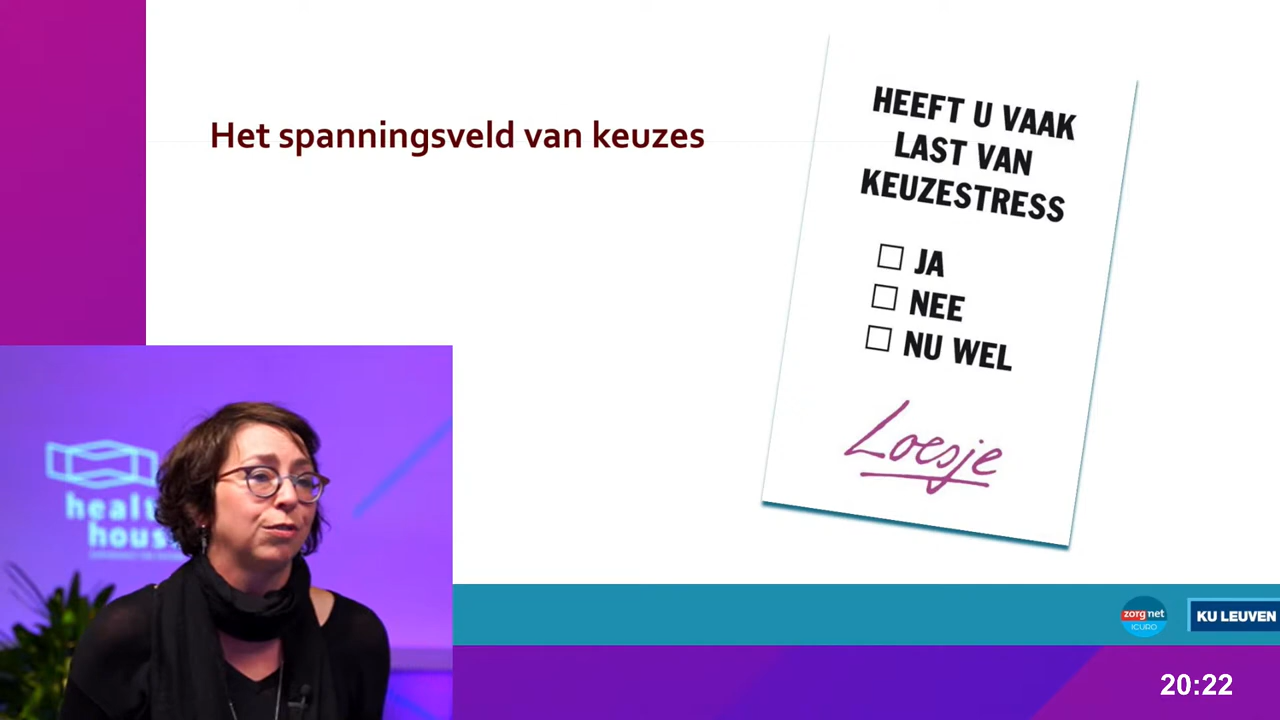 Het spanningsveld van keuzes
HEEFT U VAAK
LAST VAN
KEUZESTRESS
JA
NEE
NU WEL
Loesje
zorgnet
ICURO
KU LEUVEN
20:22